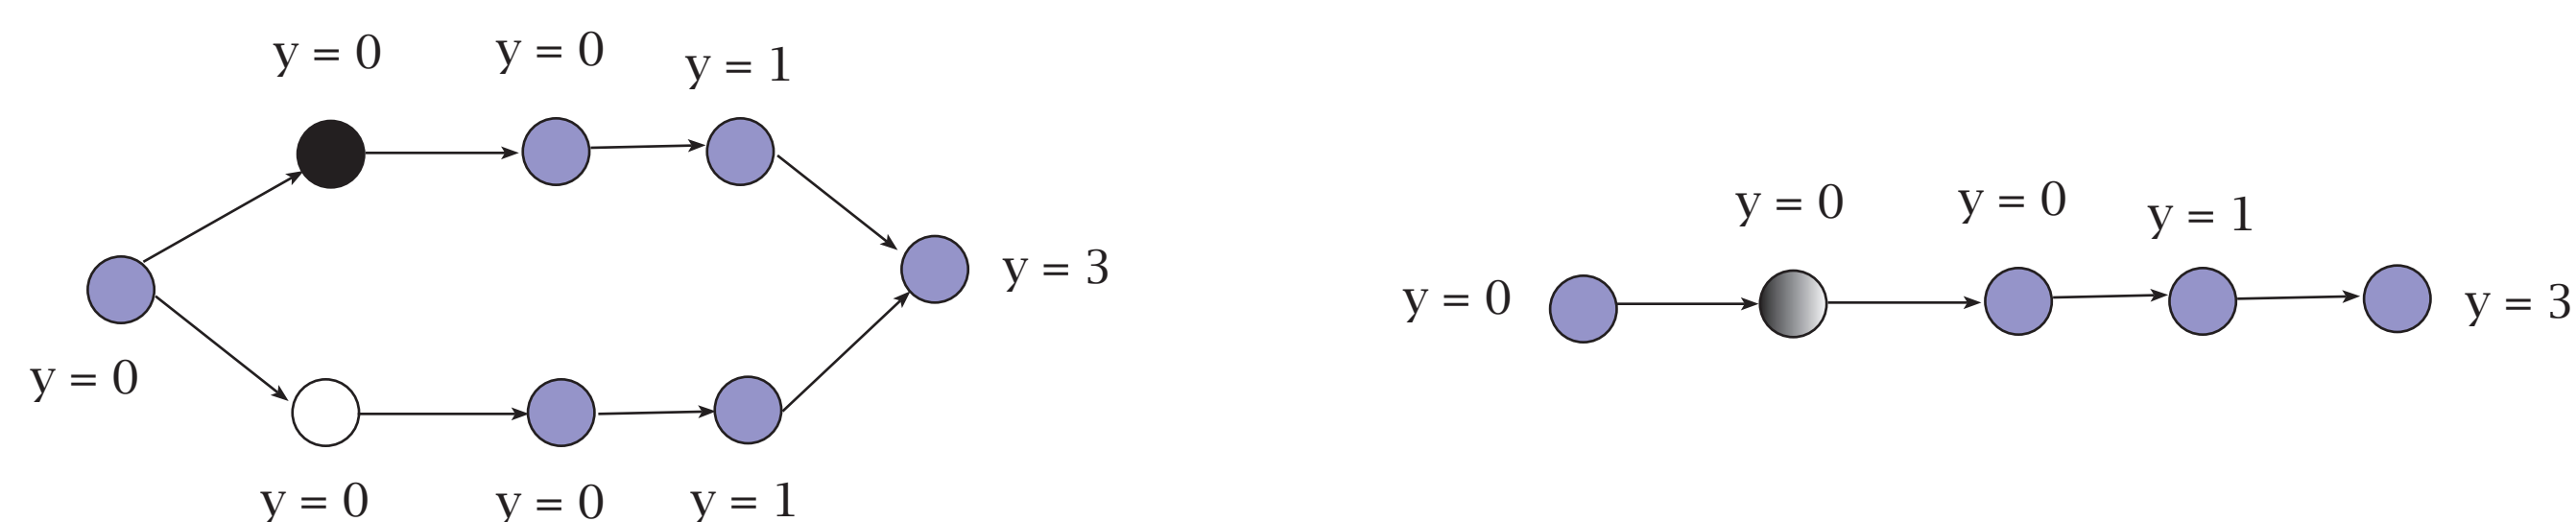 y = 0
y = 0
y = 1
y = 3
y = 0
y = 0
y = 0
y = 1
y = 0
y = 0
y = 0
y = 1
y = 3